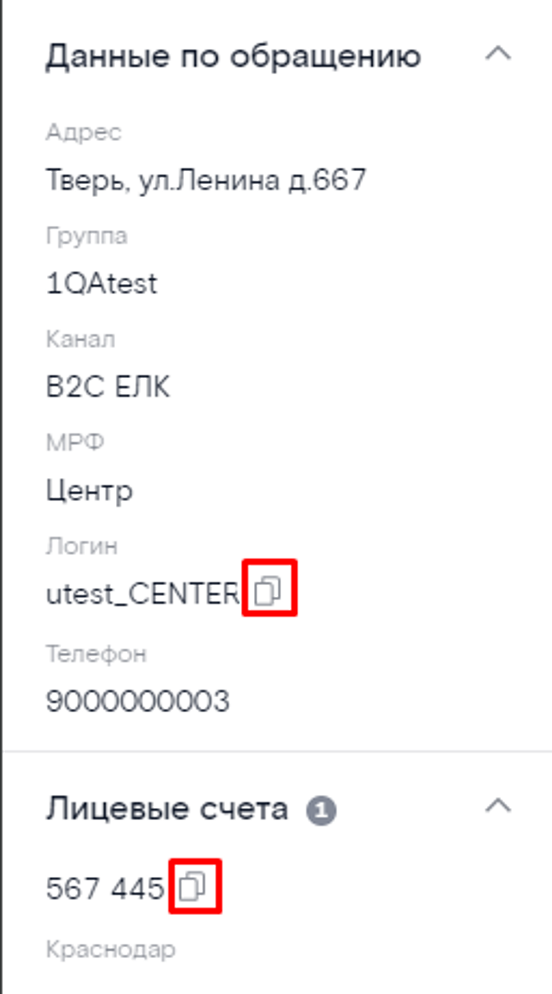 Данные по обращению
Адрес
Тверь, ул.Ленина д.667
Группа
1QAtest
Канал
B2C ЕЛК
МРФ
Центр
Логин
utest_CENTER
Телефон
9000000003
Лицевые счета 1
567 445
Краснодар